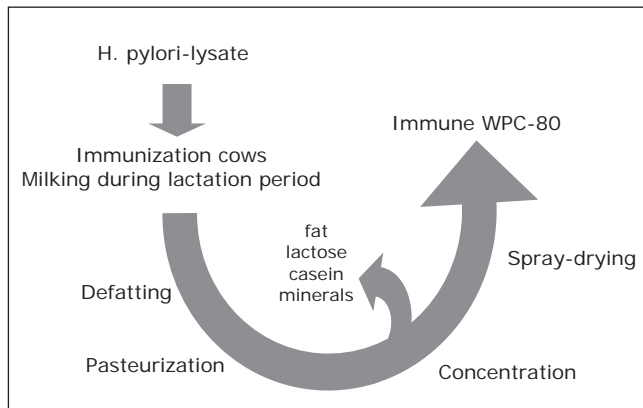 H. pylori-lysate
Immunization cows
Milking during lactation period
Defatting
Pasteurization
fat
lactose
casein
minerals
Concentration
Spray-drying
Immune WPC-80